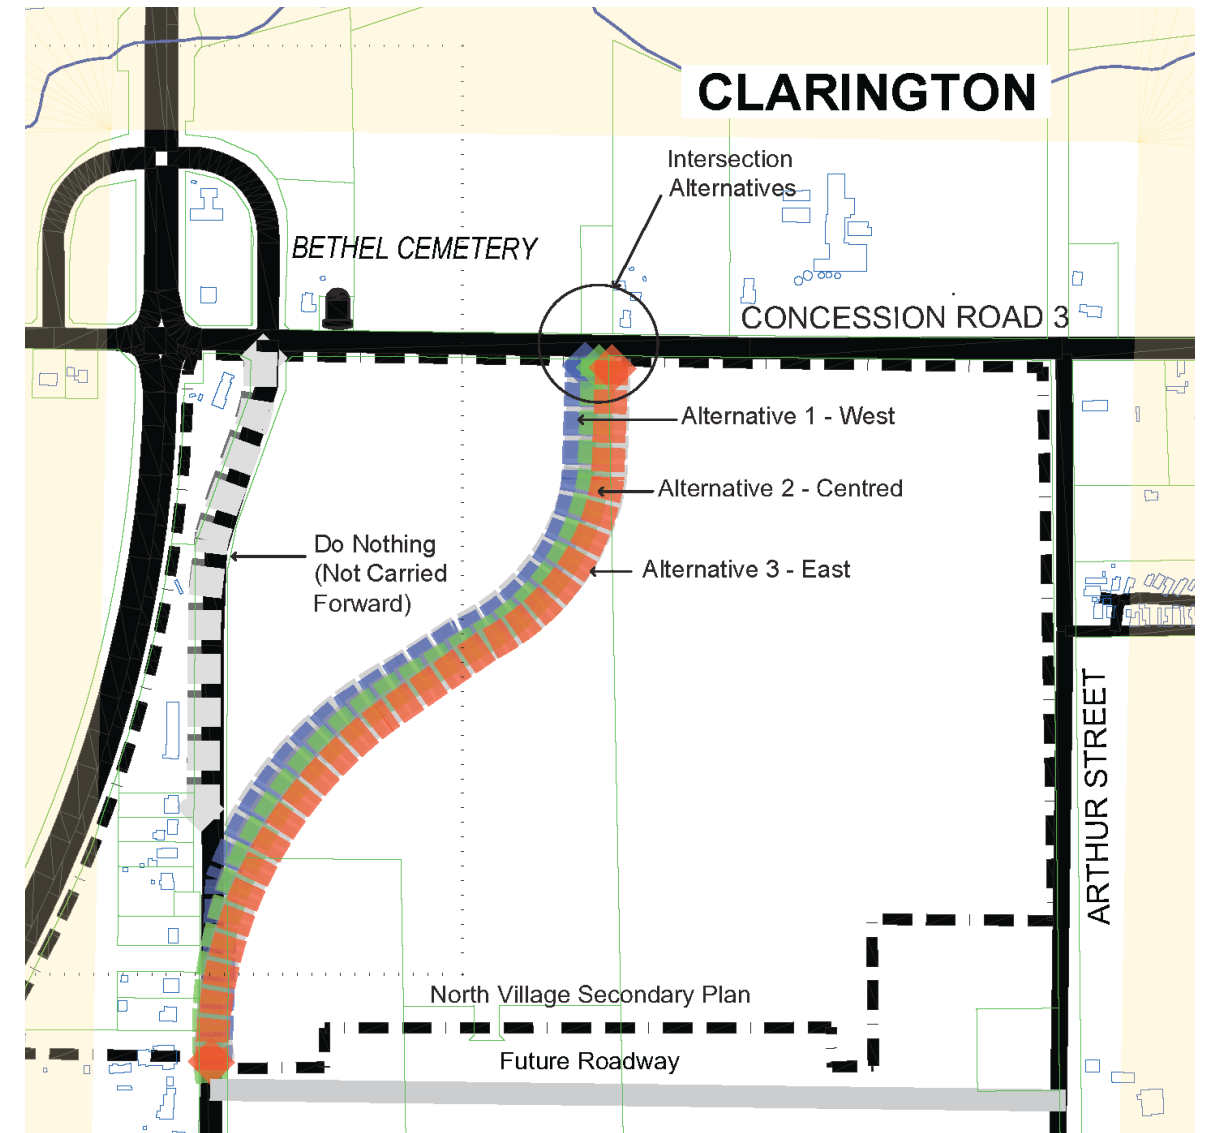 CLARINGTON
Intersection
Alternatives
BETHEL CEMETERY
CONCESSION ROAD 3
Alternative 1 - West
Alternative 2 - Centred
Do Nothing
(Not Carried
Forward)
Alternative 3 - East
ARTHUR STREET
North Village Secondary Plan
Future Roadway